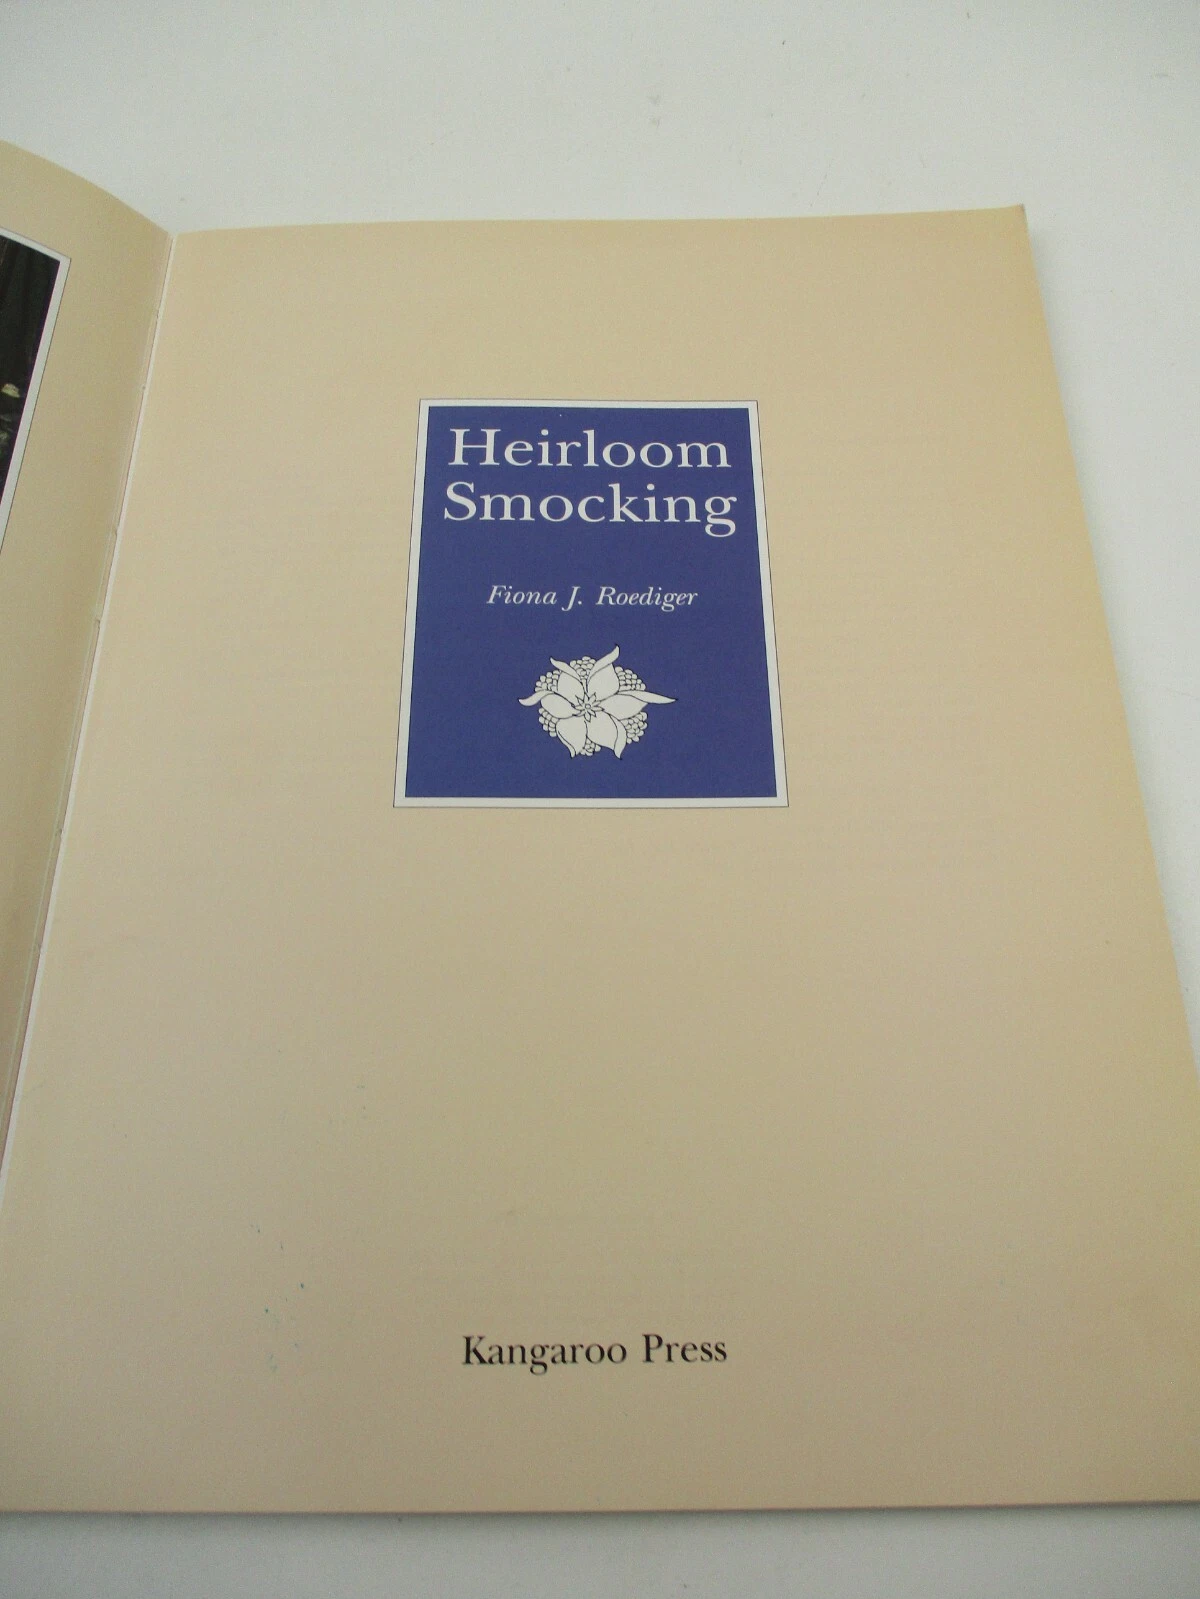 Heirloom
Smocking
Fiona J. Roediger
Kangaroo Press